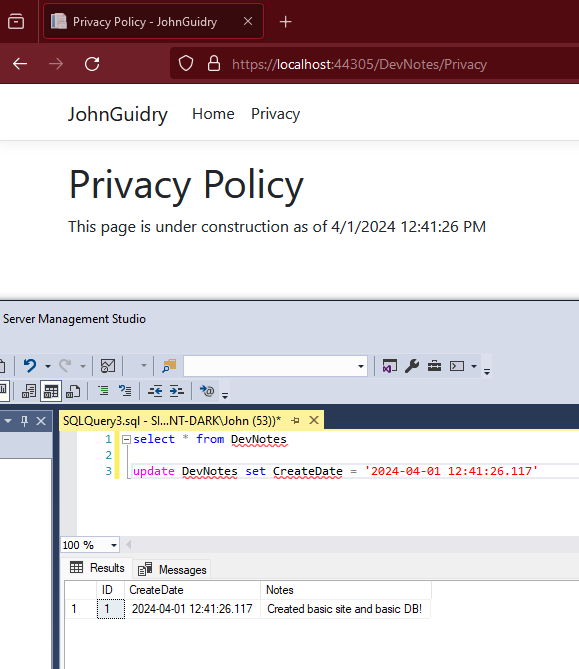 Privacy Policy - JohnGuidry
https://localhost:44305/DevNotes/Privacy
JohnGuidry Home Privacy
Privacy Policy
This page is under construction as of 4/1/2024 12:41:26 PM
Server Management Studio
SQLQuery3.sql - SI...NT-DARK\John (53))*
1 select * from DevNotes
2
3 update DevNotes set CreateDate = '2024-04-01 12:41:26.117'
100 %
Results Messages
ID CreateDate Notes
1 1 2024-04-01 12:41:26.117 Created basic site and basic DB!